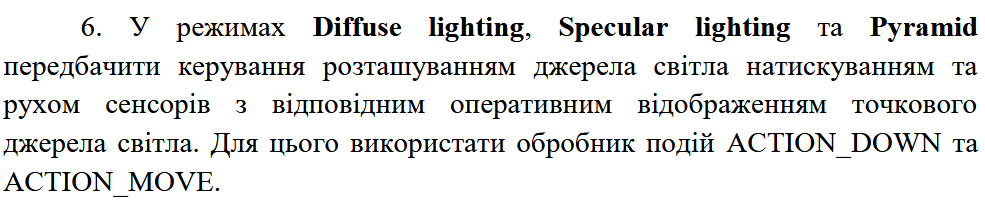 6. У режимах Diffuse lighting, Specular lighting та Pyramid
передбачити керування розташуванням джерела світла натискуванням та
рухом сенсорів з відповідним оперативним відображенням точкового
джерела світла. Для цього використати обробник подій ACTION_DOWN та
ACTION_MOVE.